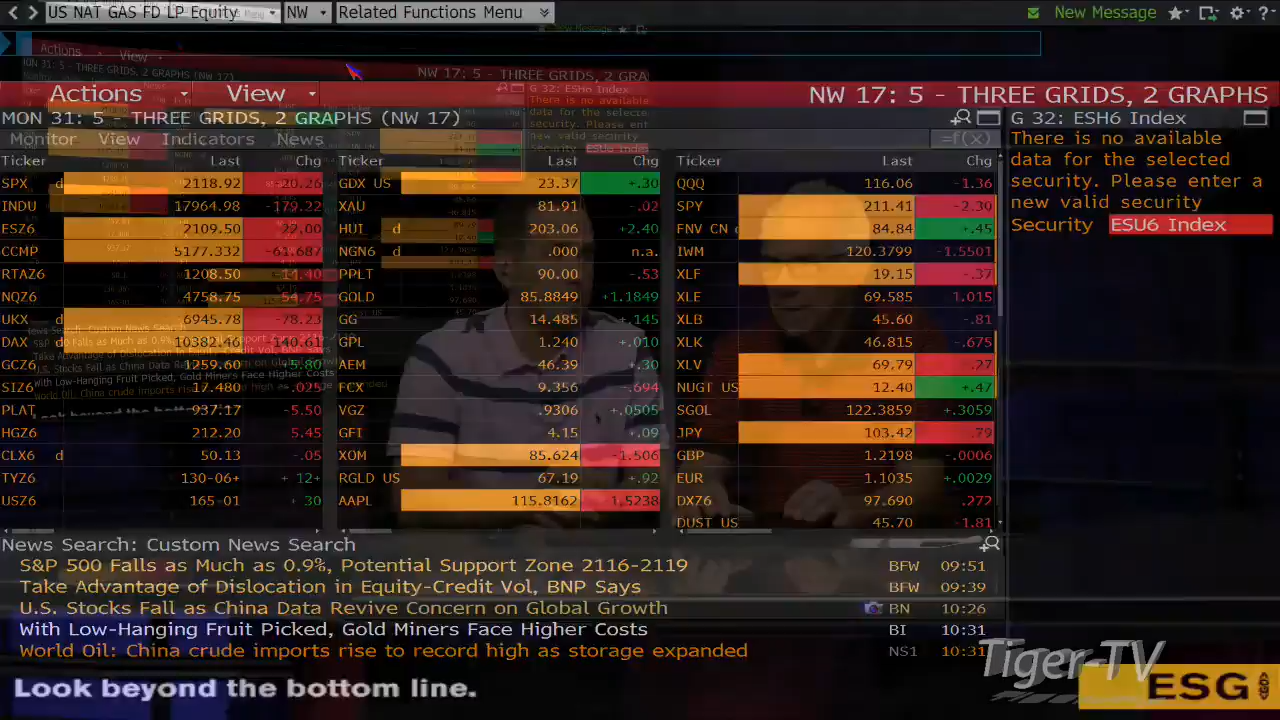 US NAT GAS FD LP Equity NW Related Functions Menu New Message
Actions View NW 17: 5 - THREE GRIDS, 2 GRAPHS
MON 31: 5 - THREE GRIDS, 2 GRAPHS (NW 17) G 32: ESH6 Index
Monitor View Indicators News =f(x)
There is no available
data for the selected
security. Please enter a
new valid security
Security ESU6 Index
Ticker Last Chg Ticker Last Chg Ticker Last Chg
SPX d 2118.92 -20.26 GDX US 23.37 +.30 QQQ 116.06 -1.36
INDU 17964.98 -179.22 XAU 81.91 -.02 SPY 211.41 -2.30
ESZ6 2109.50 22.00 HUI d 203.06 +2.40 FNV CN d 84.84 +.45
CCMP 5177.332 -61.687 NGN6 d .000 n.a. IWM 120.3799 -1.5501
RTAZ6 1208.50 14.40 PPLT 90.00 -.53 XLF 19.15 -.37
NQZ6 4758.75 54.75 GOLD 85.8849 +1.1849 XLE 69.585 1.015
UKX d 6945.78 -78.23 GG 14.485 +.145 XLB 45.60 -.81
DAX d 10382.46 -140.61 GPL 1.240 +.010 XLK 46.815 -.675
GCZ6 1259.60 +5.80 AEM 46.39 +.30 XLV 69.79 .27
SIZ6 17.480 .025 FCX 9.356 .694 NUGT US 12.40 +.47
PLAT 937.17 -5.50 VGZ .9306 +.0505 SGOL 122.3859 +.3059
HGZ6 212.20 5.45 GFI 4.15 +.09 JPY 103.42 .79
CLX6 d 50.13 -.05 XOM 85.624 -1.506 GBP 1.2198 -.0006
TYZ6 130-06+ + 12+ RGLD US 67.19 +.92 EUR 1.1035 +.0029
USZ6 165-01 + 30 AAPL 115.8162 -1.5238 DXZ6 97.690 .272
DUST US 45.70 -1.81
News Search: Custom News Search
S&P 500 Falls as Much as 0.9%, Potential Support Zone 2116-2119 BFW 09:51
Take Advantage of Dislocation in Equity-Credit Vol, BNP Says BFW 09:39
U.S. Stocks Fall as China Data Revive Concern on Global Growth BN 10:26
With Low-Hanging Fruit Picked, Gold Miners Face Higher Costs BI 10:31
World Oil: China crude imports rise to record high as storage expanded NS1 10:31
Tiger-TV
Look beyond the bottom line. ESG